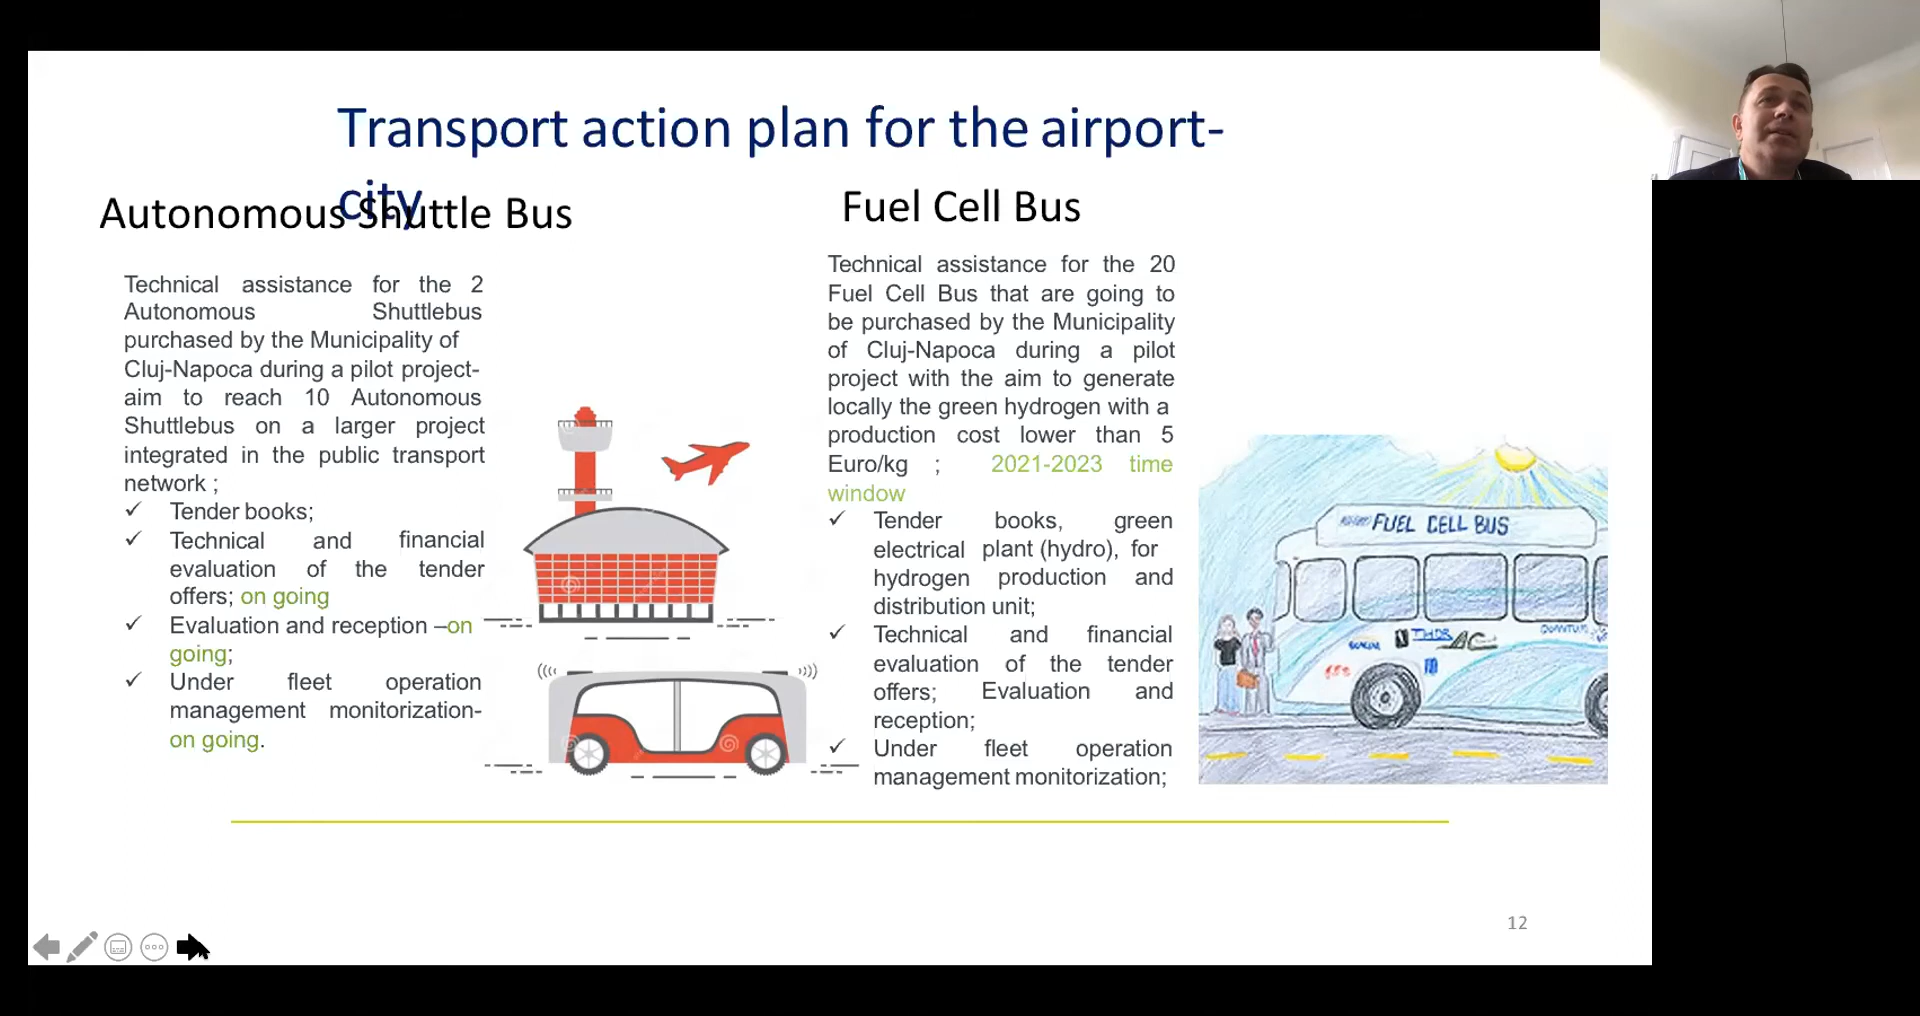 Transport action plan for the airport-
city
Autonomous Shuttle Bus
Technical assistance for the 2
Autonomous Shuttlebus
purchased by the Municipality of
Cluj-Napoca during a pilot project-
aim to reach 10 Autonomous
Shuttlebus on a larger project
integrated in the public transport
network ;
✓ Tender books;
✓ Technical and financial
evaluation of the tender
offers; on going
✓ Evaluation and reception –on
going;
✓ Under fleet operation
management monitorization-
on going.
Fuel Cell Bus
Technical assistance for the 20
Fuel Cell Bus that are going to
be purchased by the Municipality
of Cluj-Napoca during a pilot
project with the aim to generate
locally the green hydrogen with a
production cost lower than 5
Euro/kg ; 2021-2023 time
window
✓ Tender books, green
electrical plant (hydro), for
hydrogen production and
distribution unit;
✓ Technical and financial
evaluation of the tender
offers; Evaluation and
reception;
✓ Under fleet operation
management monitorization;
FUEL CELL BUS
THOR
12